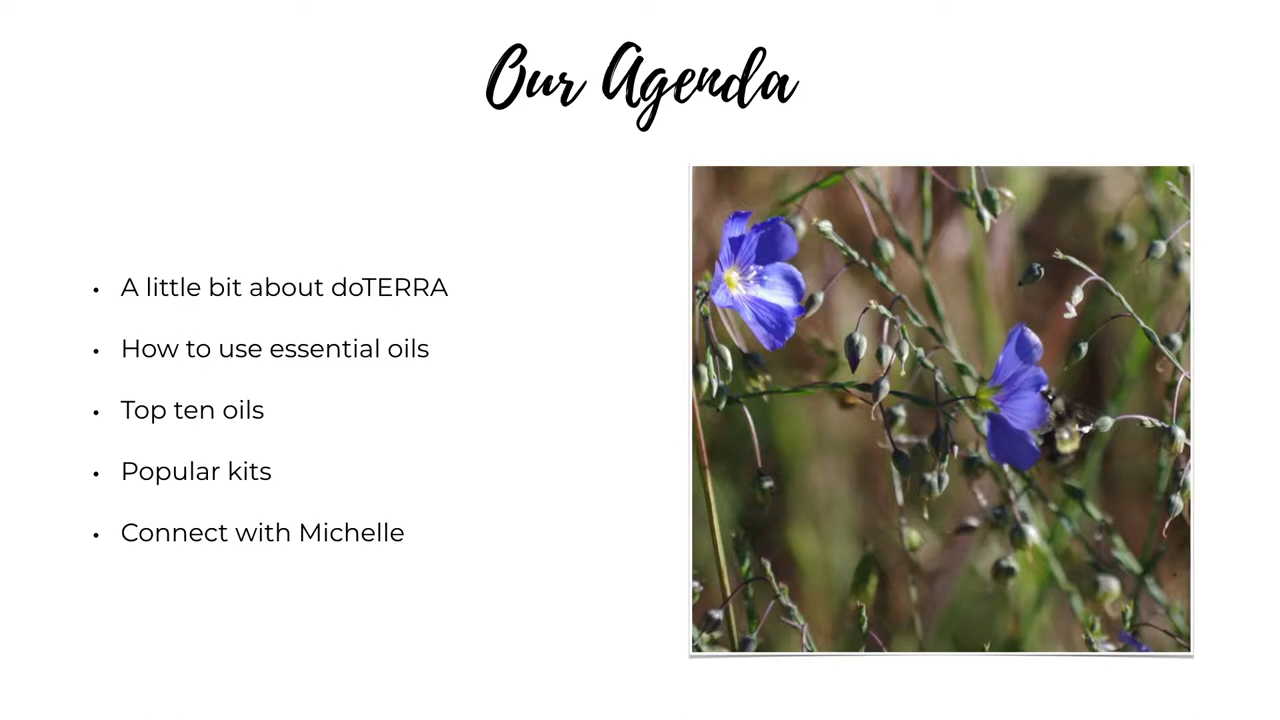 Our Agenda
• A little bit about doTERRA
• How to use essential oils
• Top ten oils
• Popular kits
• Connect with Michelle